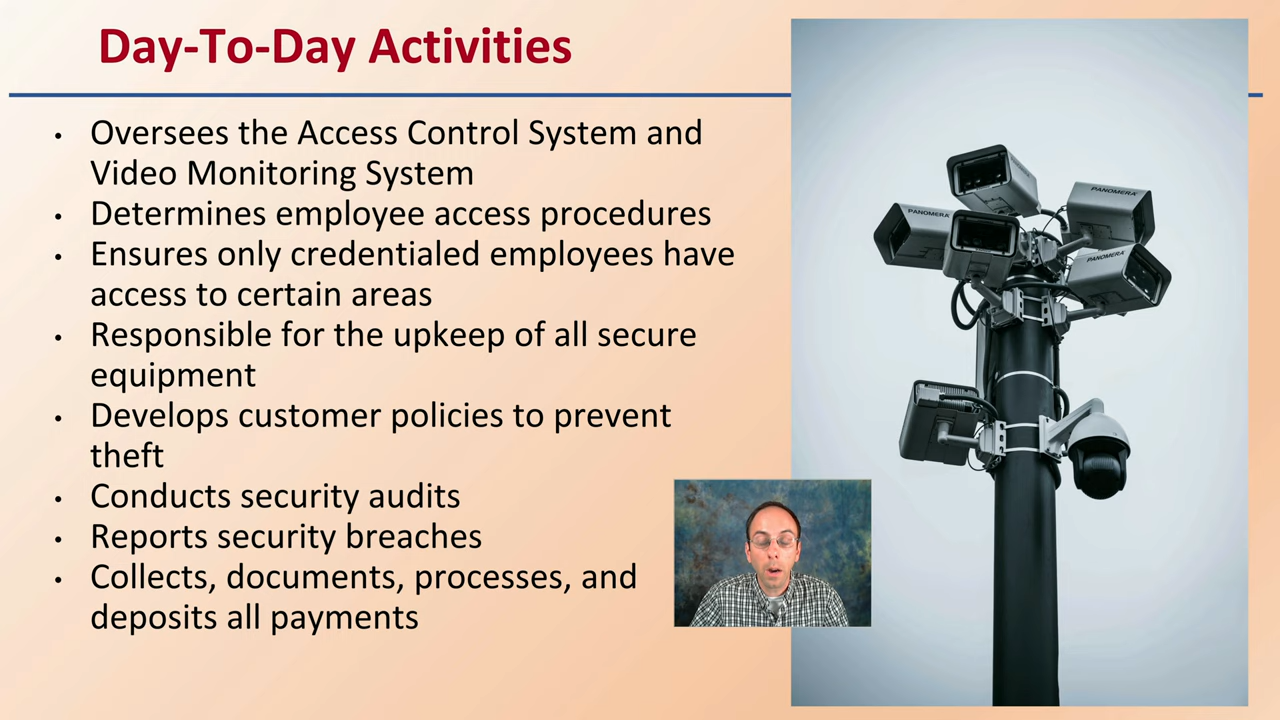 Day-To-Day Activities
• Oversees the Access Control System and
Video Monitoring System
• Determines employee access procedures
• Ensures only credentialed employees have
access to certain areas
• Responsible for the upkeep of all secure
equipment
• Develops customer policies to prevent
theft
• Conducts security audits
• Reports security breaches
• Collects, documents, processes, and
deposits all payments
PANOMERA
PANOMERA
PANOMERA